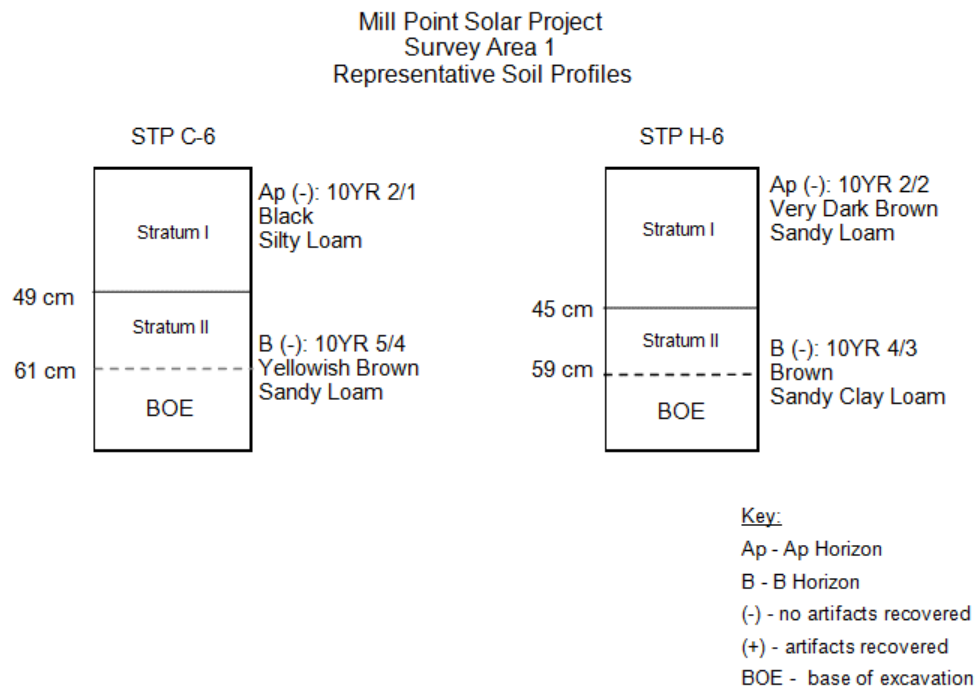 Mill Point Solar Project
Survey Area 1
Representative Soil Profiles
STP C-6
Stratum I
Ap (-): 10YR 2/1
Black
Silty Loam
49 cm
Stratum II
61 cm
B (-): 10YR 5/4
Yellowish Brown
Sandy Loam
BOE
STP H-6
Stratum I
Ap (-): 10YR 2/2
Very Dark Brown
Sandy Loam
45 cm
Stratum II
59 cm
B (-): 10YR 4/3
Brown
Sandy Clay Loam
BOE
Key:
Ap - Ap Horizon
B - B Horizon
(-) - no artifacts recovered
(+) - artifacts recovered
BOE - base of excavation